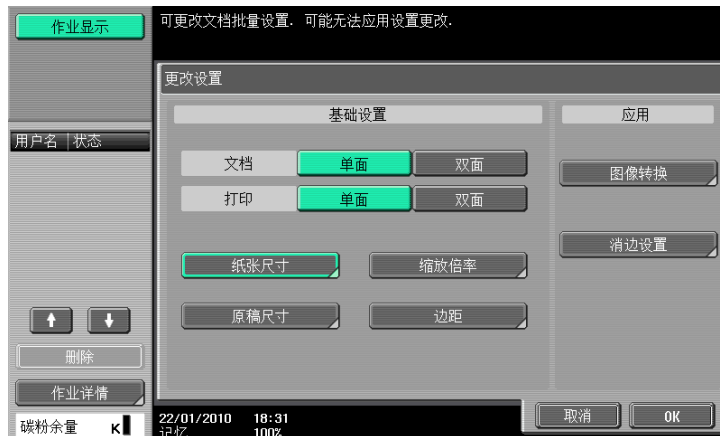 作业显示
可更改文档批量设置. 可能无法应用设置更改.
更改设置
基础设置
应用
用户名 状态
文档 单面 双面
图像转换
打印 单面 双面
消边设置
纸张尺寸 缩放倍率
原稿尺寸 边距
删除
作业详情
取消 OK
碳粉余量 K
22/01/2010 18:31
记忆 100%